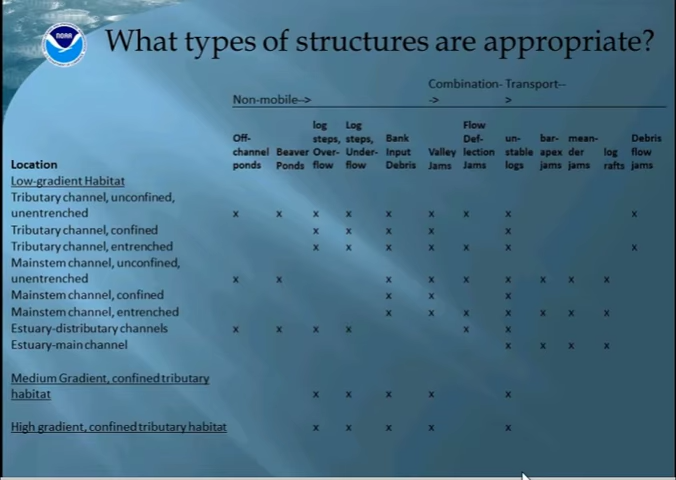 NOAA
What types of structures are appropriate?
Combination- Transport--
Non-mobile--> -> >
Location Off-channel ponds Beaver Ponds log steps, Over-flow Log steps, Under-flow Bank Input Debris Valley Jams Flow Def-lection Jams un-stable logs bar-apex jams mean-der jams log rafts Debris flow jams
Low-gradient Habitat
Tributary channel, unconfined,
unentrenched x x x x x x x x x
Tributary channel, confined x x x x x
Tributary channel, entrenched x x x x x x x
Mainstem channel, unconfined,
unentrenched x x x x x x x x x
Mainstem channel, confined x x x
Mainstem channel, entrenched x x x x x x x
Estuary-distributary channels x x x x x x
Estuary-main channel x x x x
Medium Gradient, confined tributary
habitat x x x x x
High gradient, confined tributary habitat x x x x x